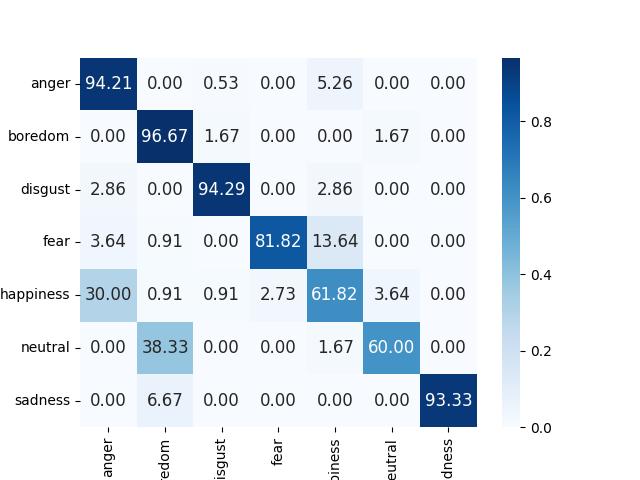 anger 94.21 0.00 0.53 0.00 5.26 0.00 0.00
boredom 0.00 96.67 1.67 0.00 0.00 1.67 0.00
disgust 2.86 0.00 94.29 0.00 2.86 0.00 0.00
fear 3.64 0.91 0.00 81.82 13.64 0.00 0.00
happiness 30.00 0.91 0.91 2.73 61.82 3.64 0.00
neutral 0.00 38.33 0.00 0.00 1.67 60.00 0.00
sadness 0.00 6.67 0.00 0.00 0.00 0.00 93.33
anger redom isgust fear piness eutral dness
0.8
0.6
0.4
0.2
0.0